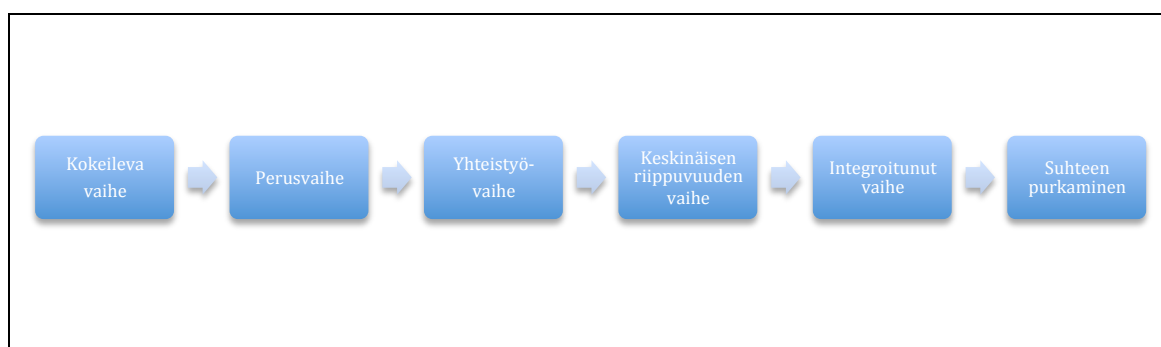 Kokeileva
vaihe
Perusvaihe
Yhteistyö-
vaihe
Keskinäisen
riippuvuuden
vaihe
Integroitunut
vaihe
Suhteen
purkaminen